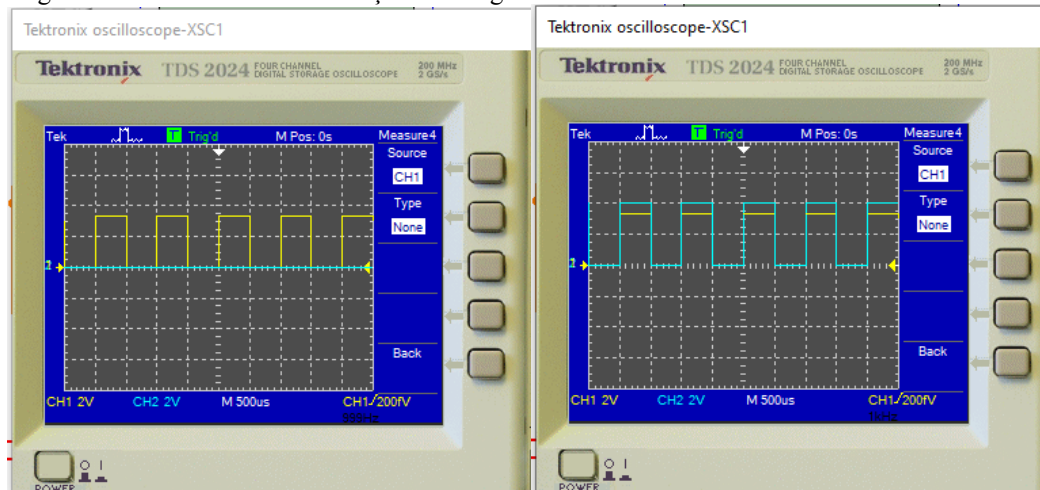 Tektronix oscilloscope-XSC1
Tektronix TDS 2024 FOUR CHANNEL DIGITAL STORAGE OSCILLOSCOPE 200 MHz 2 GS/s
Tek T Trig'd M Pos: 0s Measure4
Source
CH1
Type
None
Back
CH1 2V CH2 2V M 500us CH1 200fV
998Hz
POWER
Tektronix oscilloscope-XSC1
Tektronix TDS 2024 FOUR CHANNEL DIGITAL STORAGE OSCILLOSCOPE 200 MHz 2 GS/s
Tek T Trig'd M Pos: 0s Measure4
Source
CH1
Type
None
Back
CH1 2V CH2 2V M 500us CH1 200fV
1kHz
POWER